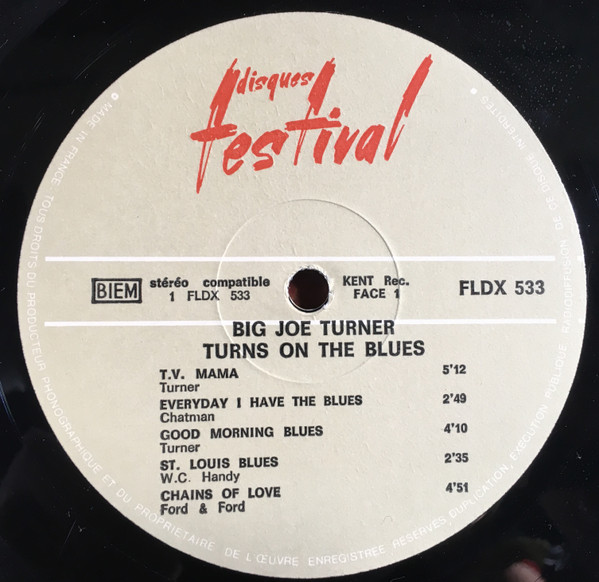 disques
festival
BIEM
stéréo compatible
1 FLDX 533
KENT Rec.
FACE 1
FLDX 533
BIG JOE TURNER
TURNS ON THE BLUES
T.V. MAMA 5'12
Turner
EVERYDAY I HAVE THE BLUES 2'49
Chatman
GOOD MORNING BLUES 4'10
Turner
ST. LOUIS BLUES 2'35
W.C. Handy
CHAINS OF LOVE 4'51
Ford & Ford
• MADE IN FRANCE TOUS DROITS DU PRODUCTEUR PHONOGRAPHIQUE ET DU PROPRIETAIRE DE L'ŒUVRE ENREGISTREE RESERVES DUPLICATION, EXECUTION PUBLIQUE RADIODIFFUSION DE CE DISQUE INTERDITES •